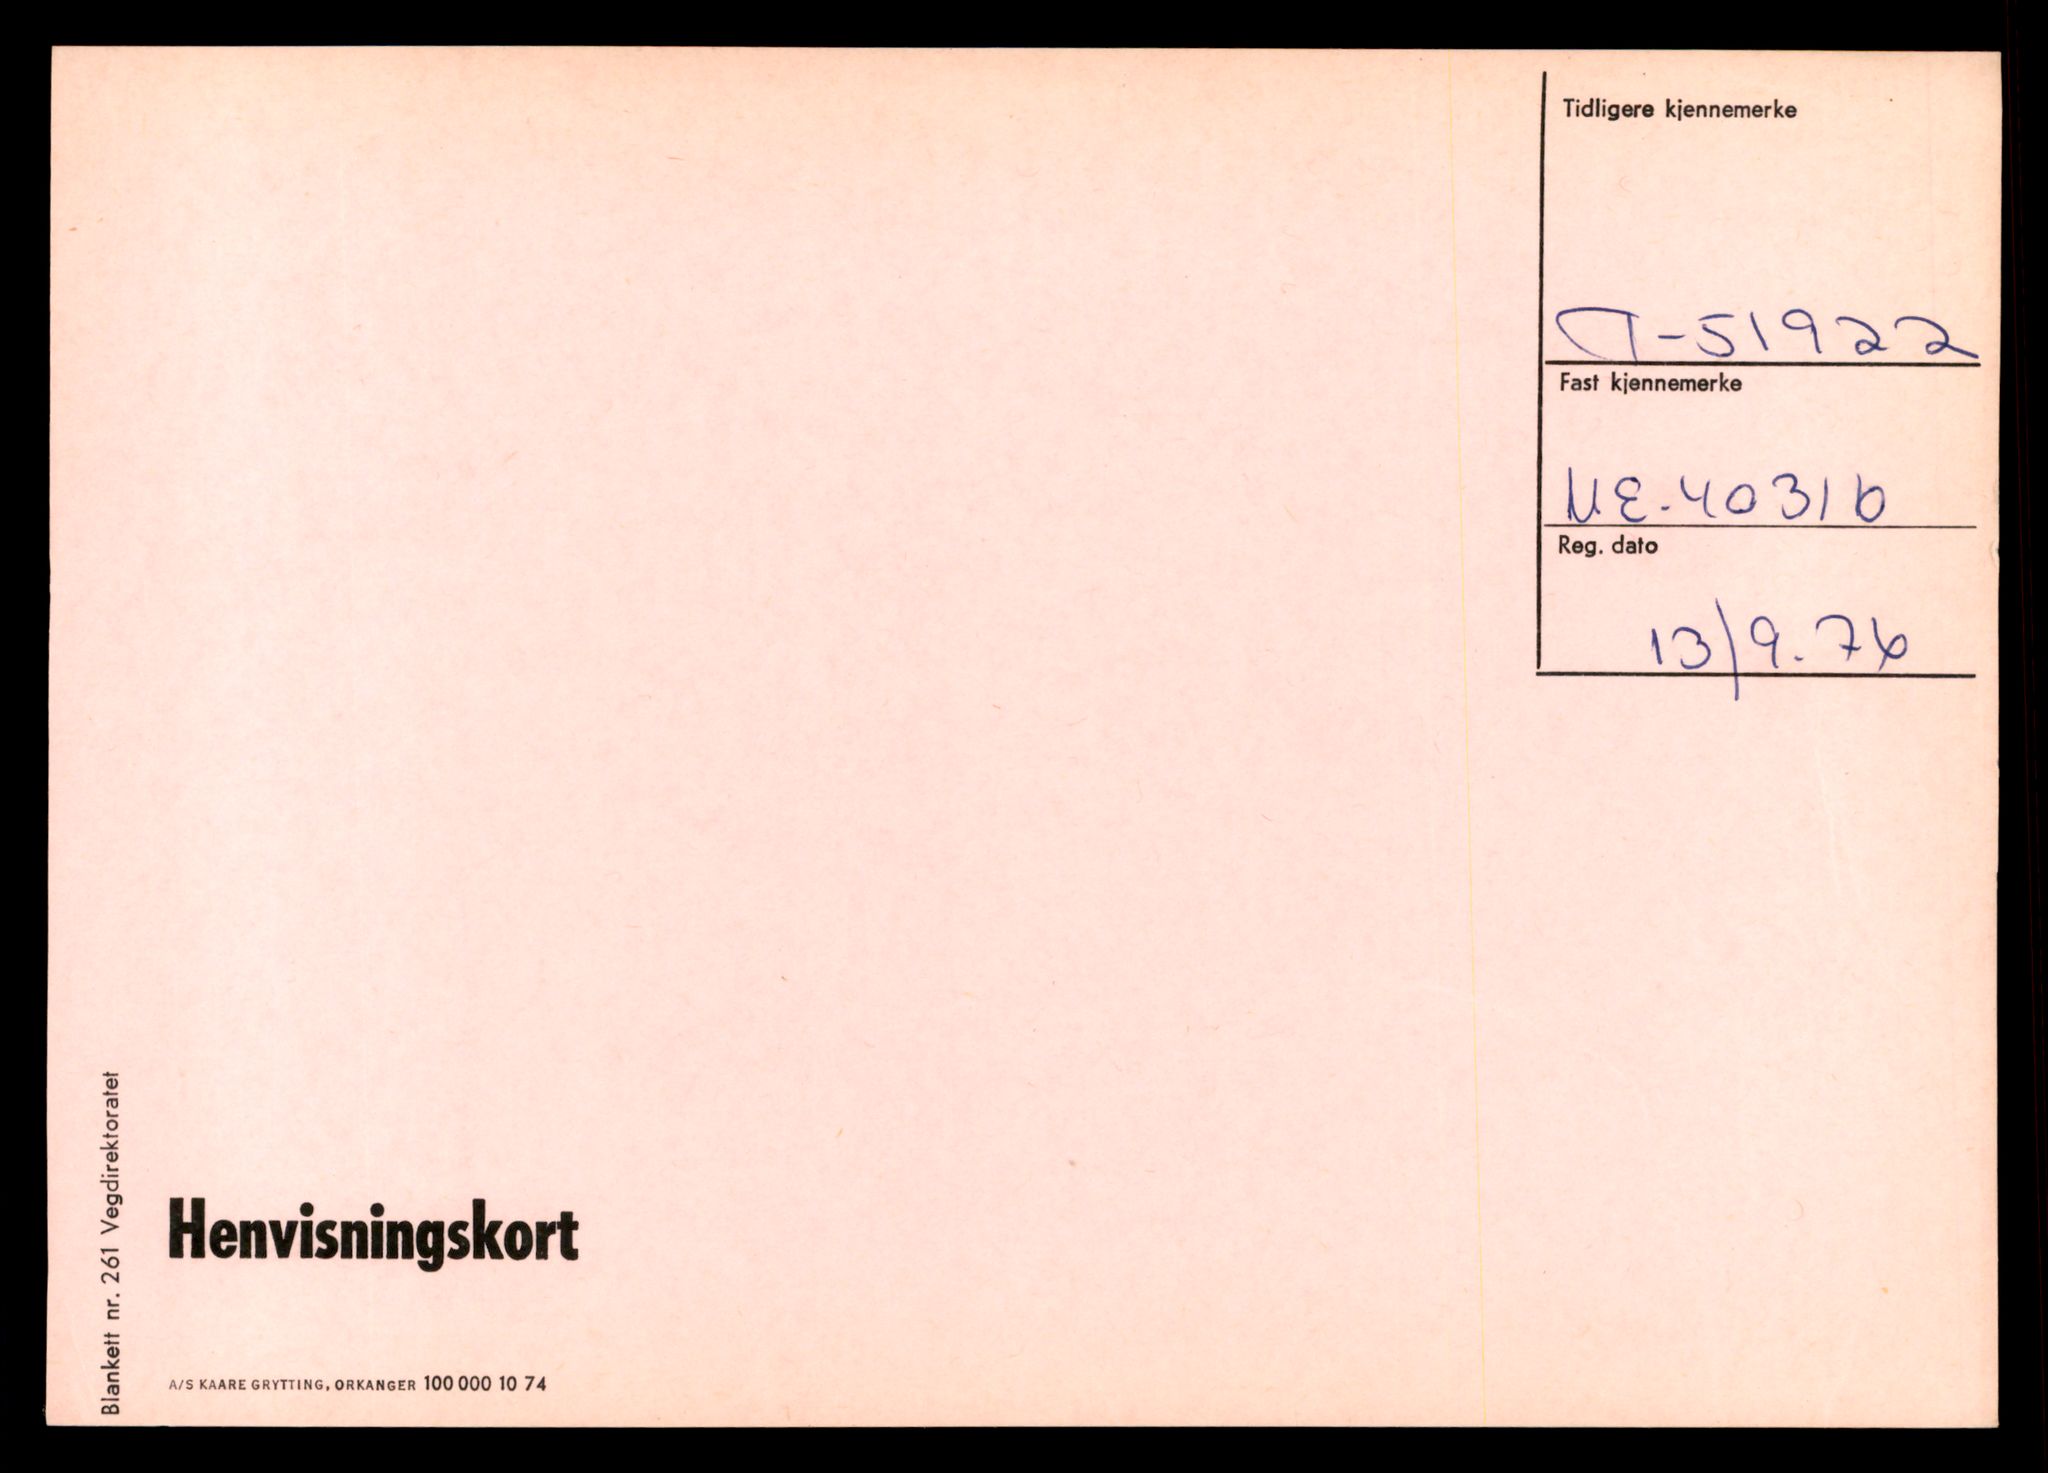 Tidligere kjennemerke
T-51922
Fast kjennemerke
UE-40316
Reg. dato
13/9.76
Blankett nr. 261 Vegdirektoratet
Henvisningskort
A/S KAARE GRYTTING, ORKANGER 100 000 10 74